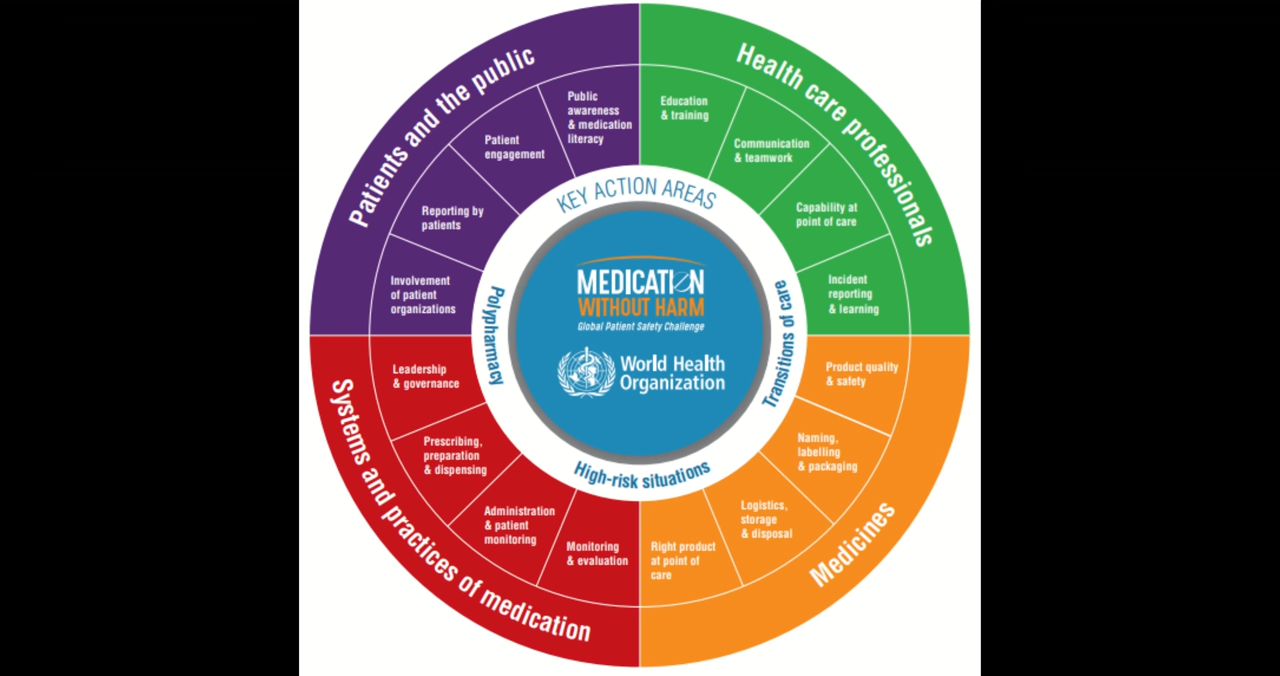 Patients and the public
Public
awareness
& medication
literacy
Patient
engagement
Reporting by
patients
Involvement
of patient
organizations
Health care professionals
Education
& training
Communication
& teamwork
Capability at
point of care
Incident
reporting
& learning
Medicines
Product quality
& safety
Naming,
labelling
& packaging
Logistics,
storage
& disposal
Right product
at point of
care
Systems and practices of medication
Leadership
& governance
Prescribing,
preparation
& dispensing
Administration
& patient
monitoring
Monitoring
& evaluation
KEY ACTION AREAS
Polypharmacy
Transitions of care
High-risk situations
MEDICATION
WITHOUT HARM
Global Patient Safety Challenge
World Health
Organization